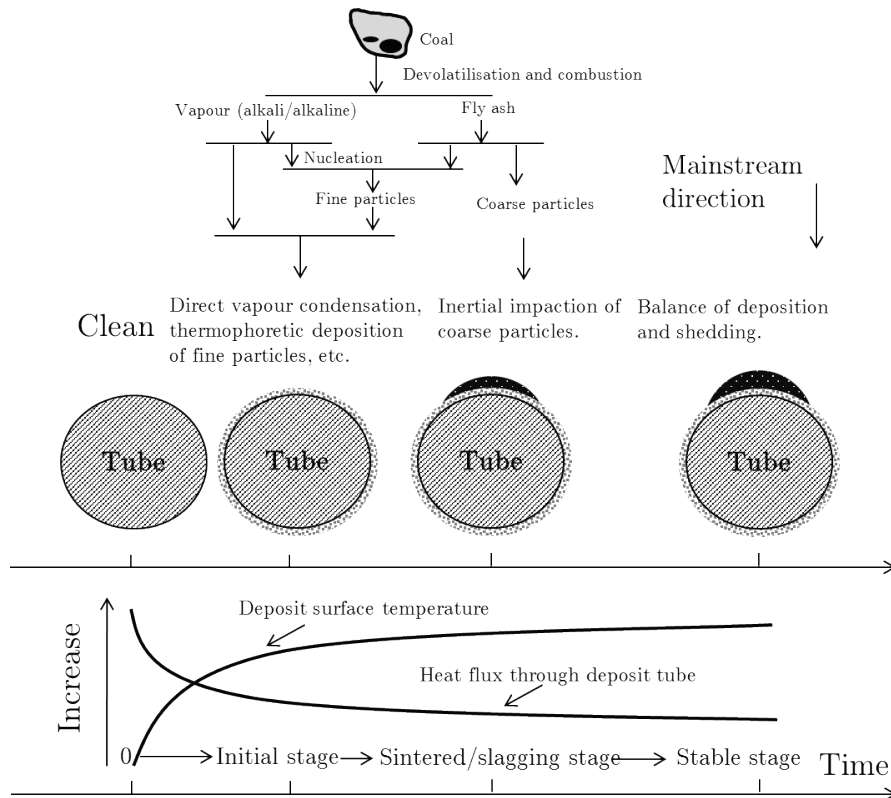 Coal
Devolatilisation and combustion
Vapour (alkali/alkaline)
Fly ash
Nucleation
Fine particles
Coarse particles
Mainstream
direction
Clean
Direct vapour condensation,
thermophoretic deposition
of fine particles, etc.
Inertial impaction of
coarse particles.
Balance of deposition
and shedding.
Tube
Tube
Tube
Tube
Increase
Deposit surface temperature
Heat flux through deposit tube
0
Initial stage
Sintered/slagging stage
Stable stage
Time